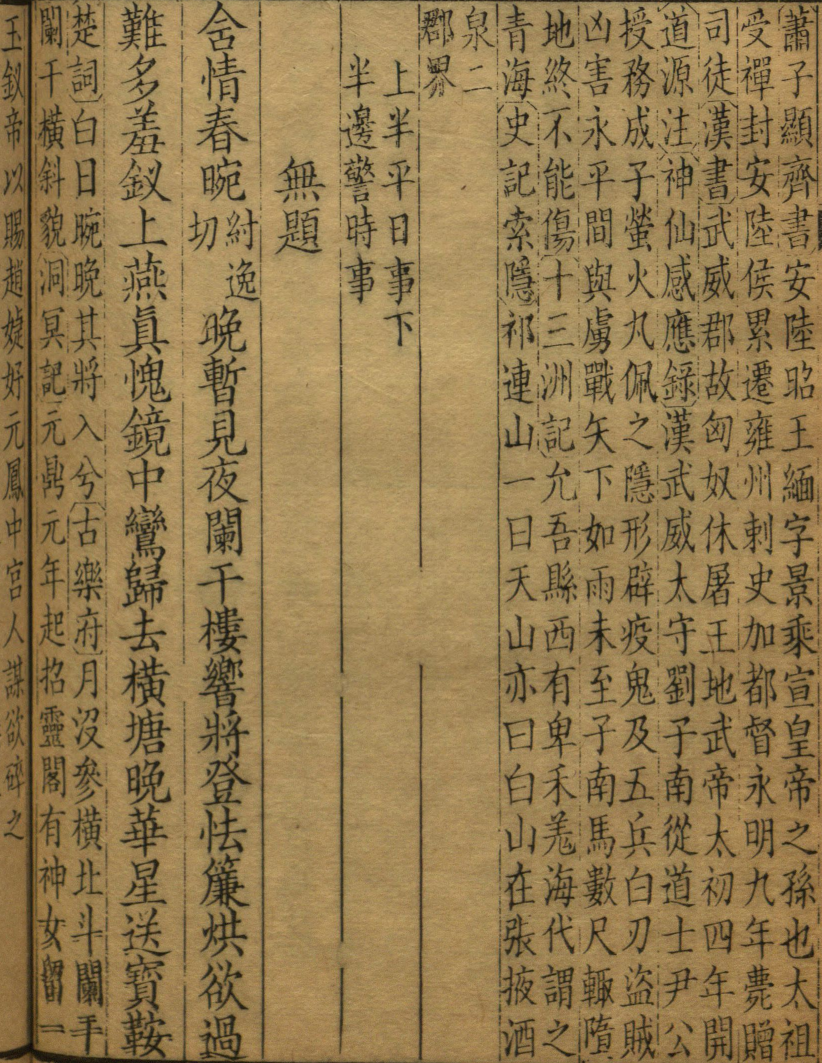 蕭子顯齊書安陸昭王緬字景乘宣皇帝之孫也太祖
受禪封安陸侯累遷雍州刺史加都督永明九年薨贈
司徒漢書武威郡故匈奴休屠王地武帝太初四年開
道源注神仙感應錄漢武威太守劉子南從道士尹公
授務成子螢火丸佩之隱形辟疫鬼及五兵白刃盜賊
凶害永平間與虜戰矢下如雨未至子南馬數尺輒墮
地終不能傷十三洲記允吾縣西有卑禾羗海代謂之
青海史記索隱祁連山一曰天山亦曰白山在張掖酒
泉二
郡界
上半平日事下
半邊警時事
無題
含情春晼紆逸
切晚暫見夜闌干樓響將登怯簾烘欲過
難多羞釵上燕真愧鏡中鸞歸去橫塘晚華星送寶鞍
楚詞白日晼晚其將入兮古樂府月沒參橫北斗闌干
闌干橫斜貌洞冥記元鼎元年起招靈閣有神女留一
玉釵帝以賜趙婕妤元鳳中宮人謀欲碎之